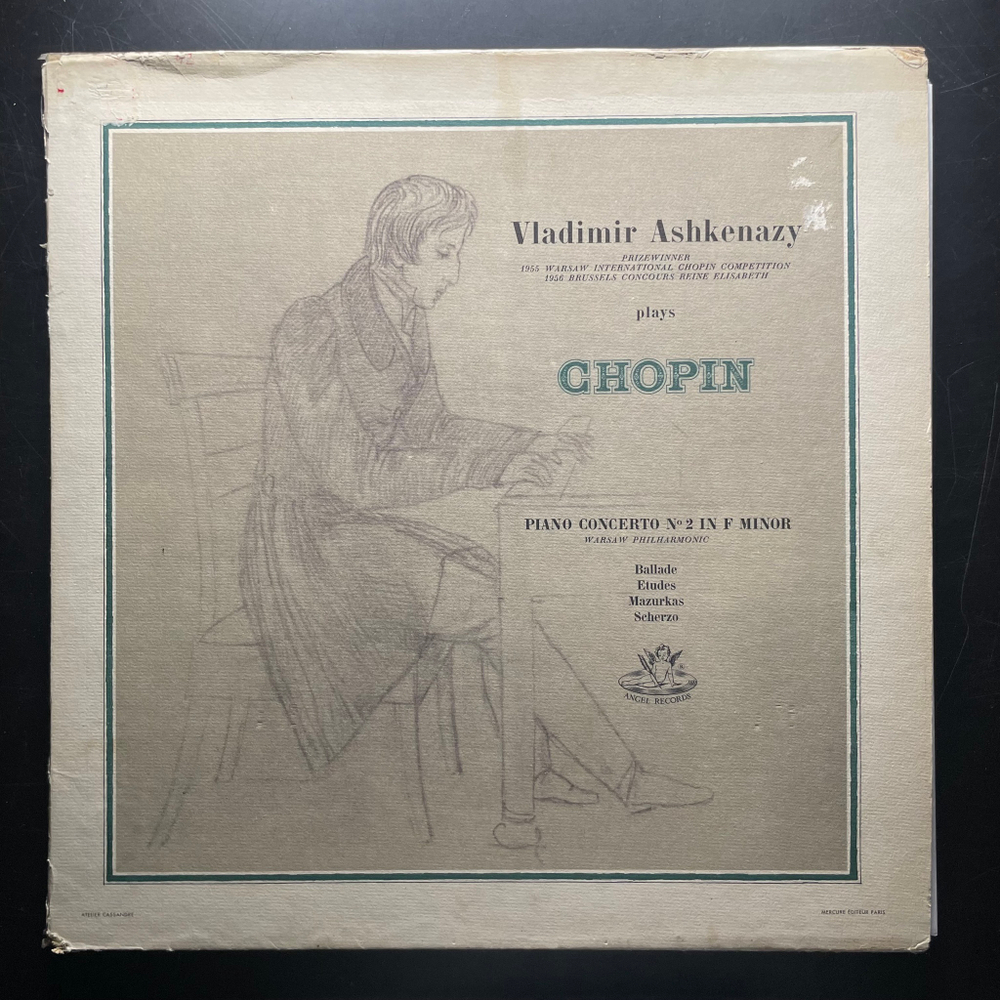 Vladimir Ashkenazy
PRIZEWINNER
1955 WARSAW INTERNATIONAL CHOPIN COMPETITION
1956 BRUSSELS CONCOURS REINE ELISABETH
plays
CHOPIN
PIANO CONCERTO Nº 2 IN F MINOR
WARSAW PHILHARMONIC
Ballade
Etudes
Mazurkas
Scherzo
ANGEL RECORDS
ATELIER CASSANDRE
MERCURE EDITEUR PARIS